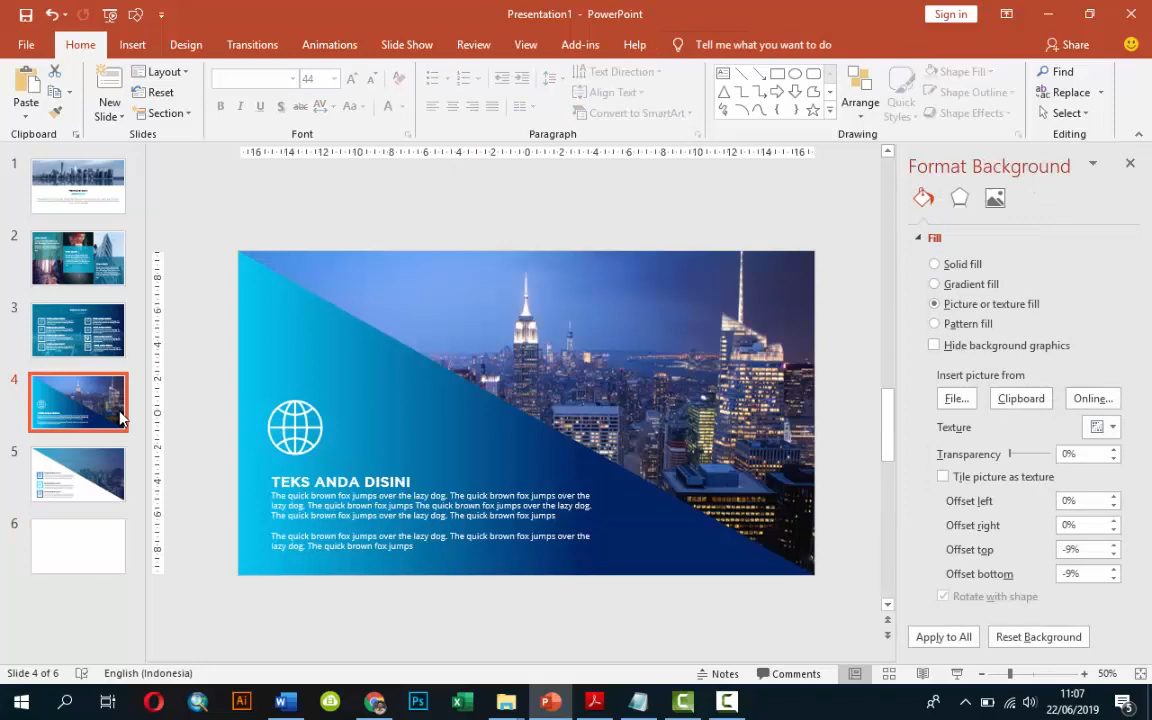 Presentation1 - PowerPoint
Sign in
File
Home
Insert
Design
Transitions
Animations
Slide Show
Review
View
Add-ins
Help
Tell me what you want to do
Share
Paste
New
Slide
Layout
Reset
Section
44
B
I
U
S
abc
AV
Aa
A
Text Direction
Align Text
Convert to SmartArt
Arrange
Quick
Styles
Shape Fill
Shape Outline
Shape Effects
Find
Replace
Select
Clipboard
Slides
Font
Paragraph
Drawing
Editing
1
2
3
4
5
6
TEKS ANDA DISINI
The quick brown fox jumps over the lazy dog. The quick brown fox jumps over the
lazy dog. The quick brown fox jumps The quick brown fox jumps over the lazy dog.
The quick brown fox jumps over the lazy dog. The quick brown fox jumps
The quick brown fox jumps over the lazy dog. The quick brown fox jumps over the
lazy dog. The quick brown fox jumps
Format Background
Fill
Solid fill
Gradient fill
Picture or texture fill
Pattern fill
Hide background graphics
Insert picture from
File...
Clipboard
Online...
Texture
Transparency
0%
Tile picture as texture
Offset left
0%
Offset right
0%
Offset top
-9%
Offset bottom
-9%
Rotate with shape
Apply to All
Reset Background
Slide 4 of 6
English (Indonesia)
Notes
Comments
50%
11:07
22/06/2019